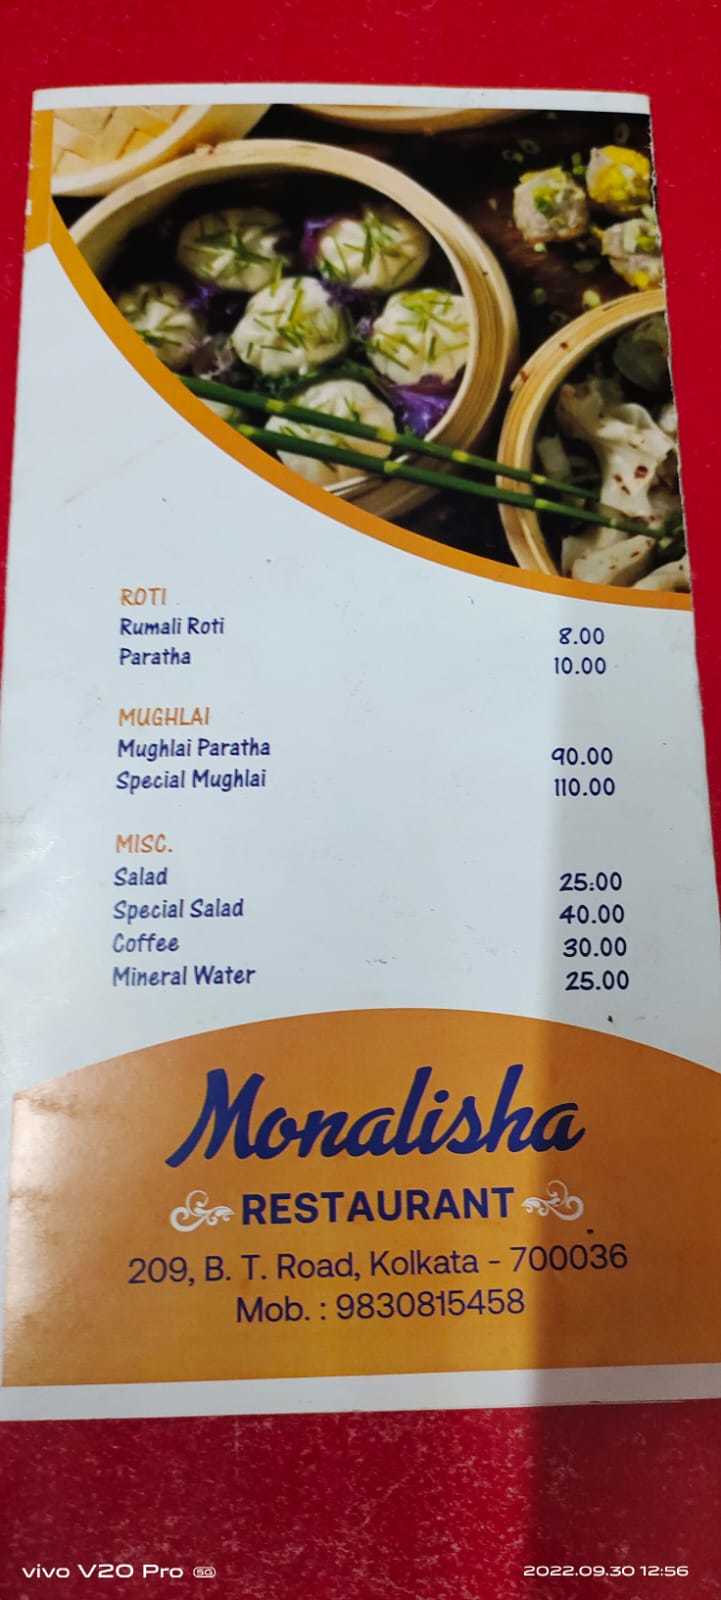 ROTI
Rumali Roti 8.00
Paratha 10.00
MUGHLAI
Mughlai Paratha 90.00
Special Mughlai 110.00
MISC.
Salad 25.00
Special Salad 40.00
Coffee 30.00
Mineral Water 25.00
Monalisha
RESTAURANT
209, B. T. Road, Kolkata - 700036
Mob. : 9830815458
vivo V20 Pro 5G 2022.09.30 12:56